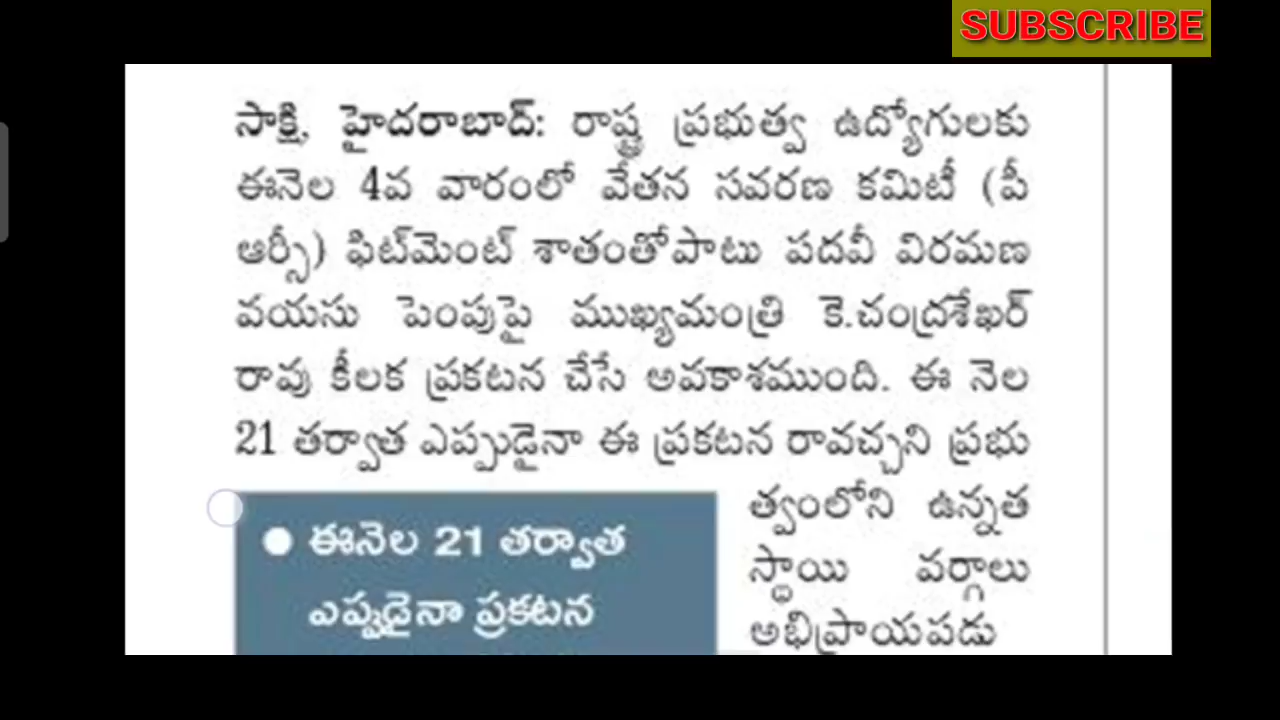 SUBSCRIBE
సాక్షి, హైదరాబాద్: రాష్ట్ర ప్రభుత్వ ఉద్యోగులకు
ఈనెల 4వ వారంలో వేతన సవరణ కమిటీ (పీ
ఆర్సీ) ఫిట్‌మెంట్ శాతంతోపాటు పదవీ విరమణ
వయసు పెంపుపై ముఖ్యమంత్రి కె.చంద్రశేఖర్
రావు కీలక ప్రకటన చేసే అవకాశముంది. ఈ నెల
21 తర్వాత ఎప్పుడైనా ఈ ప్రకటన రావచ్చని ప్రభు
త్వంలోని ఉన్నత
స్థాయి వర్గాలు
అభిప్రాయపడు
● ఈనెల 21 తర్వాత
ఎప్పుడైనా ప్రకటన